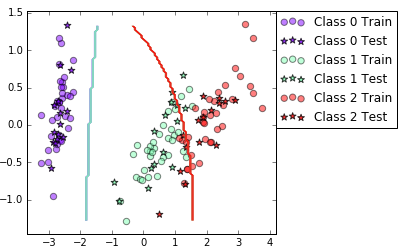 1.5
1.0
0.5
0.0
−0.5
−1.0
−3 −2 −1 0 1 2 3 4
Class 0 Train
Class 0 Test
Class 1 Train
Class 1 Test
Class 2 Train
Class 2 Test